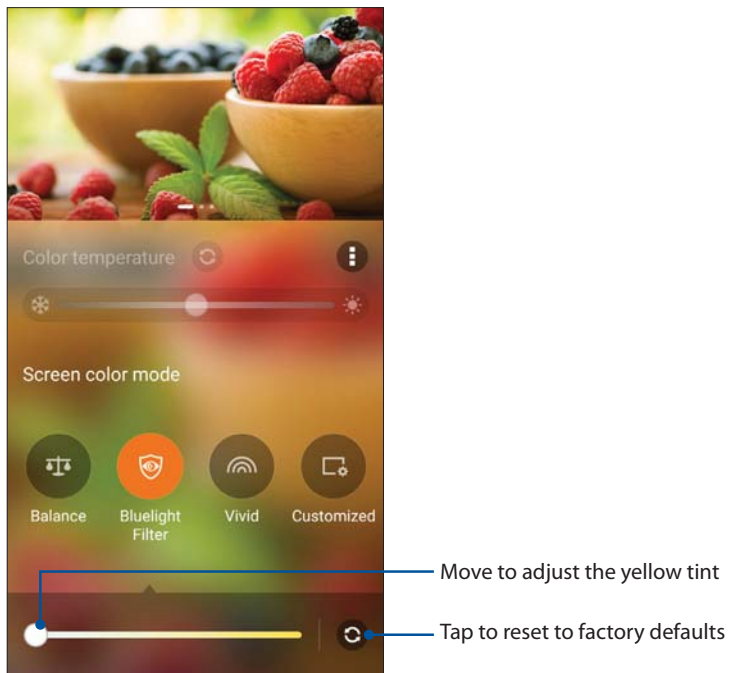 Color temperature
Screen color mode
Balance
Bluelight
Filter
Vivid
Customized
Move to adjust the yellow tint
Tap to reset to factory defaults